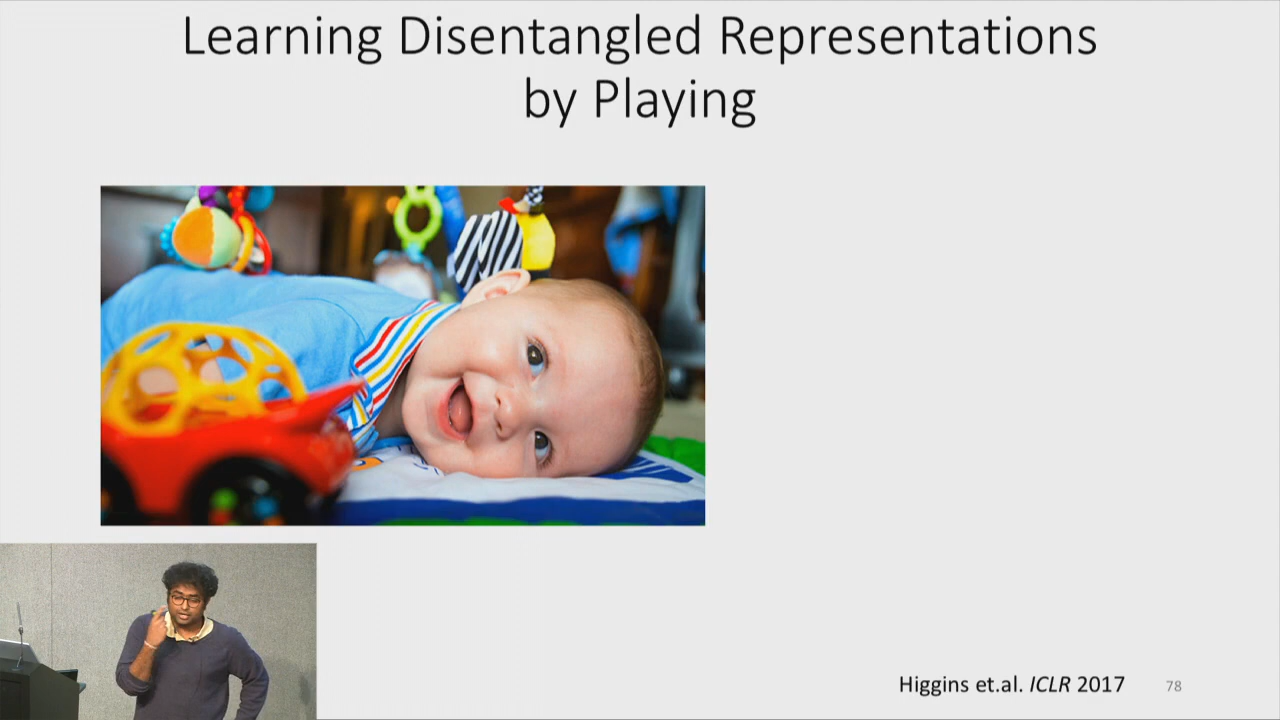 Learning Disentangled Representations
by Playing
Higgins et.al. ICLR 2017
78